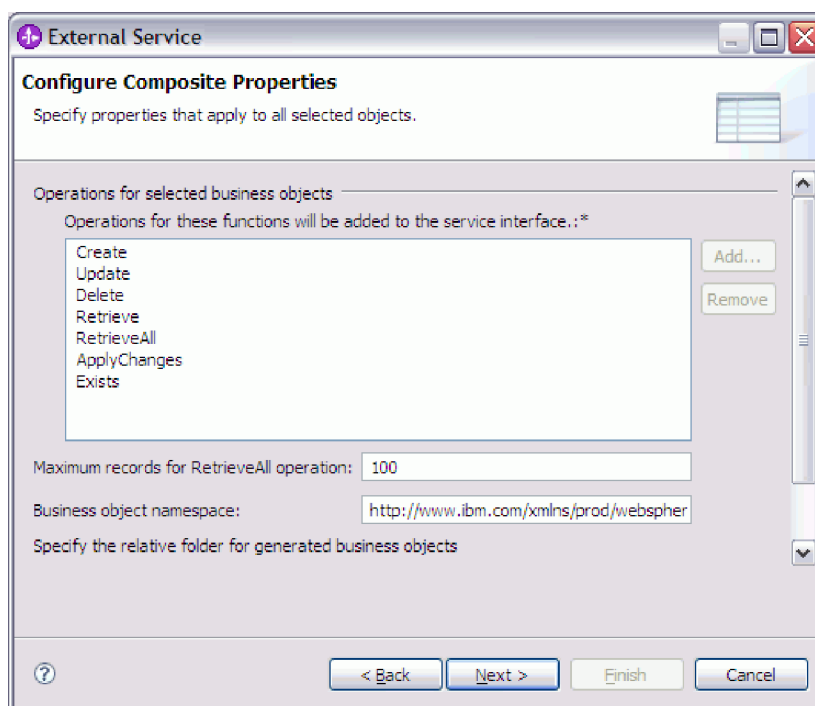 External Service
Configure Composite Properties
Specify properties that apply to all selected objects.
Operations for selected business objects
Operations for these functions will be added to the service interface.:*
Create
Update
Delete
Retrieve
RetrieveAll
ApplyChanges
Exists
Add...
Remove
Maximum records for RetrieveAll operation: 100
Business object namespace: http://www.ibm.com/xmlns/prod/webspher
Specify the relative folder for generated business objects
? < Back Next > Finish Cancel